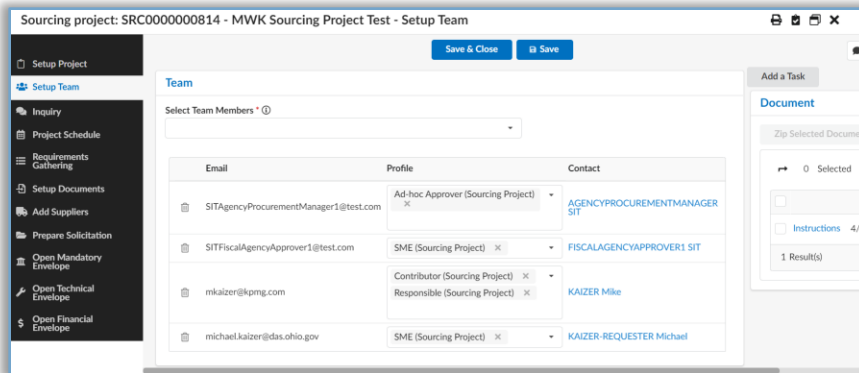 Sourcing project: SRC0000000814 - MWK Sourcing Project Test - Setup Team
Save & Close
Save
Setup Project
Setup Team
Inquiry
Project Schedule
Requirements
Gathering
Setup Documents
Add Suppliers
Prepare Solicitation
Open Mandatory
Envelope
Open Technical
Envelope
Open Financial
Envelope
Team
Select Team Members *
Email Profile Contact
SITAgencyProcurementManager1@test.com Ad-hoc Approver (Sourcing Project) AGENCYPROCUREMENTMANAGER
SIT
SITFiscalAgencyApprover1@test.com SME (Sourcing Project) FISCALAGENCYAPPROVER1 SIT
mkaizer@kpmg.com Contributor (Sourcing Project)
Responsible (Sourcing Project) KAIZER Mike
michael.kaizer@das.ohio.gov SME (Sourcing Project) KAIZER-REQUESTER Michael
Add a Task
Document
Zip Selected Docume
0 Selected
Instructions 4/
1 Result(s)